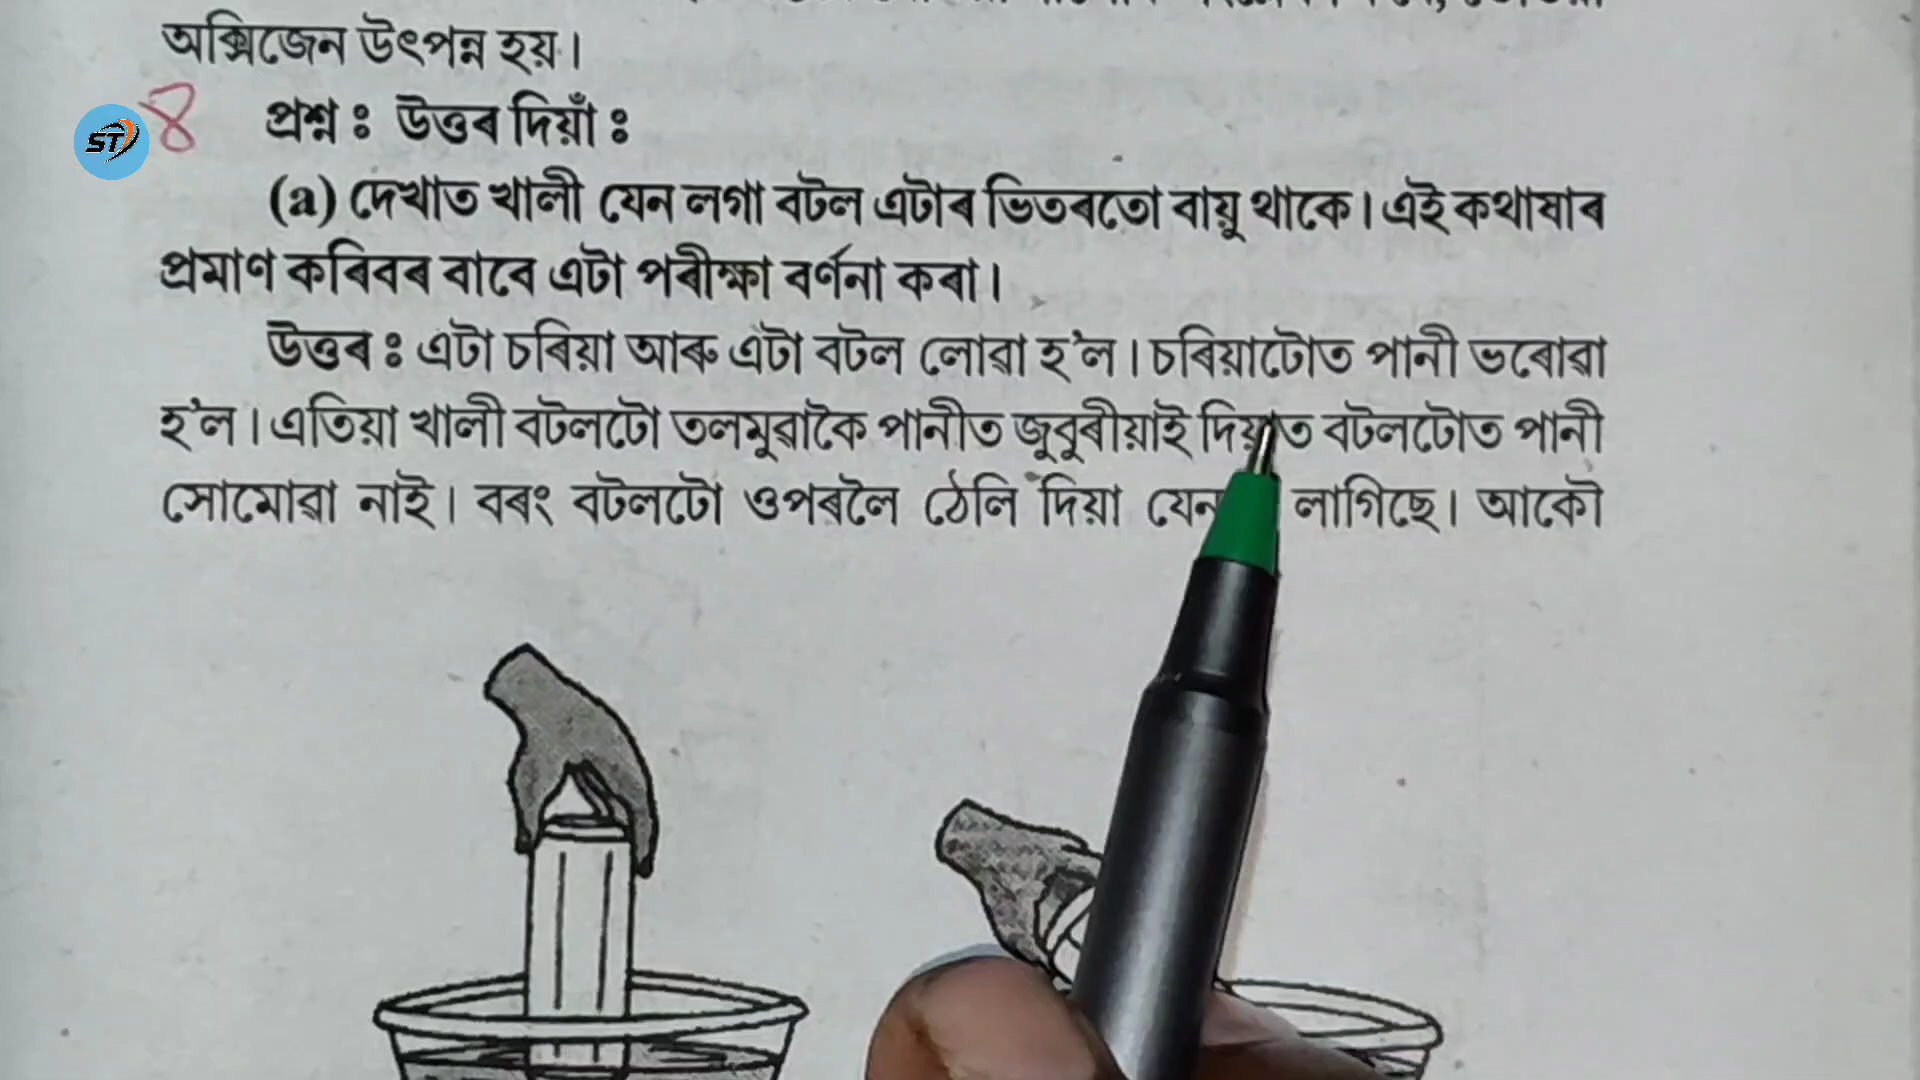 অক্সিজেন উৎপন্ন হয়।
8 প্ৰশ্ন ঃ উত্তৰ দিয়াঁ ঃ
ST
(a) দেখাত খালী যেন লগা বটল এটাৰ ভিতৰতো বায়ু থাকে। এই কথাষাৰ
প্ৰমাণ কৰিবৰ বাবে এটা পৰীক্ষা বৰ্ণনা কৰা।
উত্তৰ ঃ এটা চৰিয়া আৰু এটা বটল লোৱা হ'ল। চৰিয়াটোত পানী ভৰোৱা
হ'ল। এতিয়া খালী বটলটো তলমুৱাকৈ পানীত জুবুৰীয়াই দিয়াত বটলটোত পানী
সোমোৱা নাই। বৰং বটলটো ওপৰলৈ ঠেলি দিয়া যেন লাগিছে। আকৌ